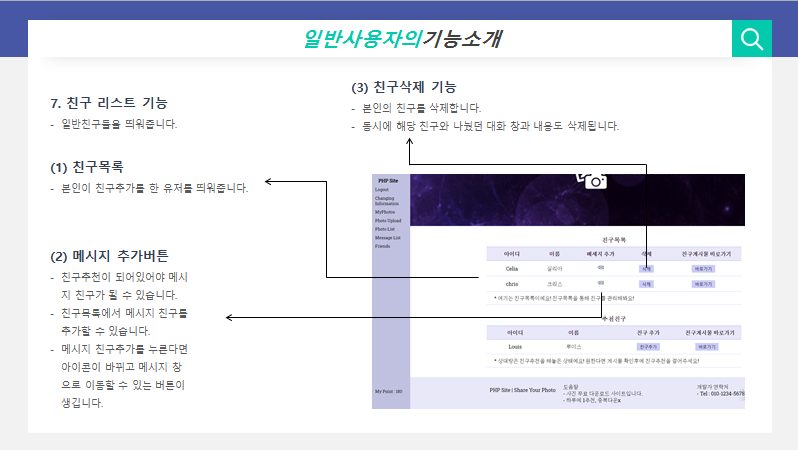 일반사용자의기능소개
7. 친구 리스트 기능
- 일반친구들을 띄워줍니다.
(1) 친구목록
- 본인이 친구추가를 한 유저를 띄워줍니다.
(2) 메시지 추가버튼
- 친구추천이 되어있어야 메시
지 친구가 될 수 있습니다.
- 친구목록에서 메시지 친구를
추가할 수 있습니다.
- 메시지 친구추가를 누른다면
아이콘이 바뀌고 메시지 창
으로 이동할 수 있는 버튼이
생깁니다.
(3) 친구삭제 기능
- 본인의 친구를 삭제합니다.
- 동시에 해당 친구와 나눴던 대화 창과 내용도 삭제됩니다.
PHP Site
Logout
Changing
Information
MyPhotos
Photo Upload
Photo List
Message List
Friends
My Point : 180
친구목록
아이디 이름 메세지 추가 삭제 친구게시물 바로가기
Celia 실리아 삭제 바로가기
chris 크리스 삭제 바로가기
* 여기는 친구목록이에요! 친구목록을 통해 친구를 관리해봐요!
추천친구
아이디 이름 친구 추가 친구게시물 바로가기
Louis 루이스 친구추가 바로가기
* 상대방은 친구추천을 해놓은 상태에요! 원한다면 게시물 확인후에 친구추천을 걸어주세요!
PHP Site | Share Your Photo
도움말
- 사진 무료 다운로드 사이트입니다.
- 하루에 1추천, 중복다운x
개발자 연락처
- Tel : 010-1234-5678